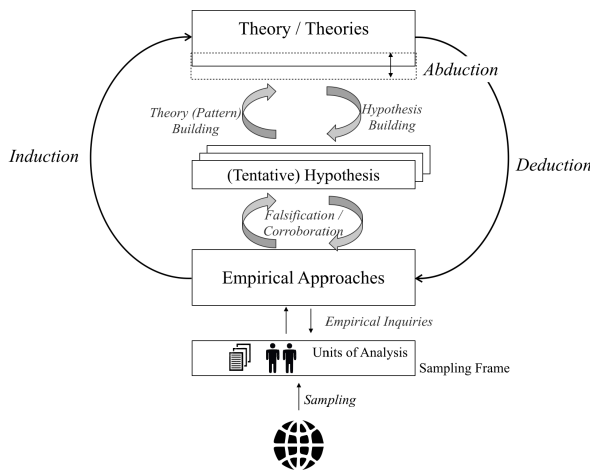 Theory / Theories
Abduction
Theory (Pattern)
Building
Hypothesis
Building
Induction
Deduction
(Tentative) Hypothesis
Falsification /
Corroboration
Empirical Approaches
Empirical Inquiries
Units of Analysis
Sampling Frame
Sampling